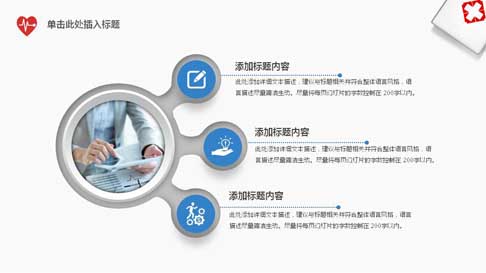 单击此处插入标题
添加标题内容
此处添加详细文本描述，建议与标题相关并符合整体语言风格，语
言描述尽量简洁生动。尽量将每页幻灯片的字数控制在 200字以内。
添加标题内容
此处添加详细文本描述，建议与标题相关并符合整体语言风格，语
言描述尽量简洁生动。尽量将每页幻灯片的字数控制在 200字以内。
添加标题内容
此处添加详细文本描述，建议与标题相关并符合整体语言风格，语言
描述尽量简洁生动。尽量将每页幻灯片的字数控制在 200字以内。